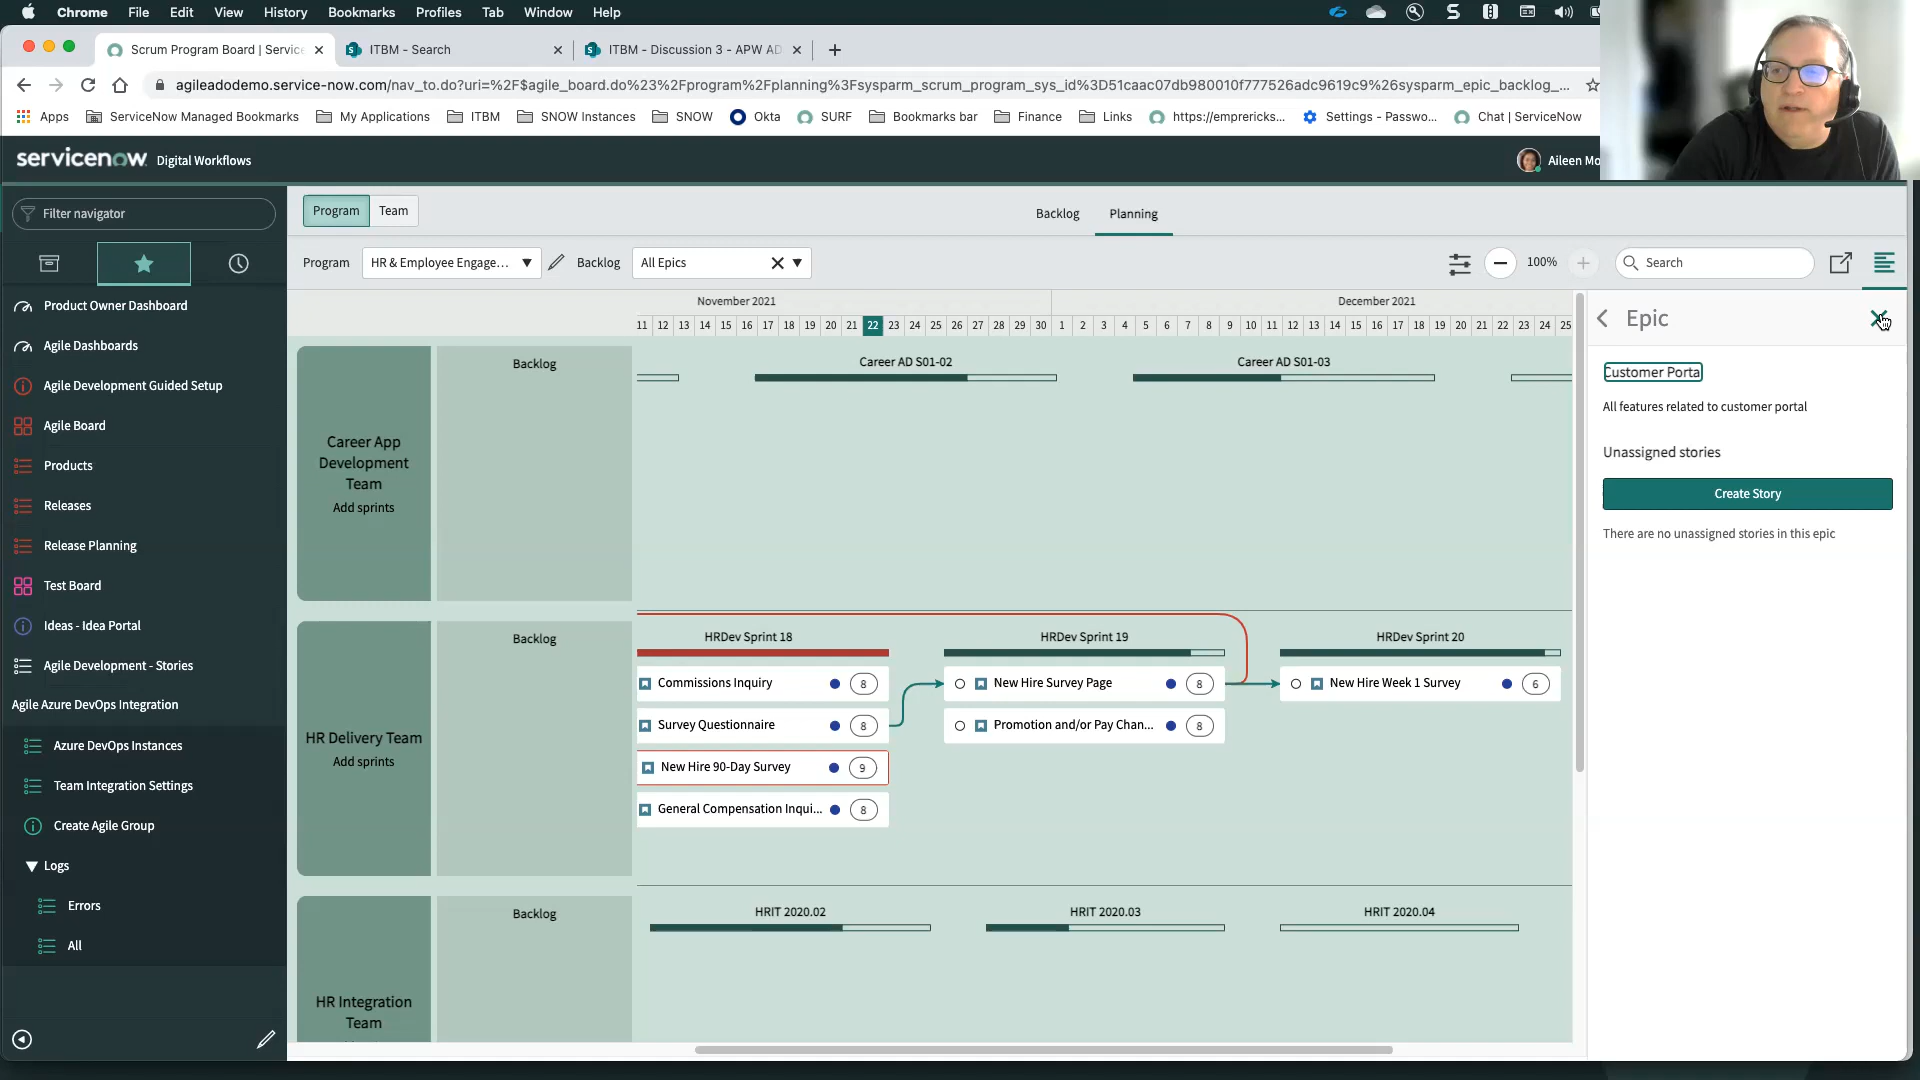 Chrome File Edit View History Bookmarks Profiles Tab Window Help
Scrum Program Board | Service
ITBM - Search
ITBM - Discussion 3 - APW AD
agileadodemo.service-now.com/nav_to.do?uri=%2F$agile_board.do%23%2Fprogram%2Fplanning%3Fsysparm_scrum_program_sys_id%3D51caac07db980010f777526adc9619c9%26sysparm_epic_backlog_...
Apps ServiceNow Managed Bookmarks My Applications ITBM SNOW Instances SNOW Okta SURF Bookmarks bar Finance Links https://emprericks... Settings - Passwo... Chat | ServiceNow
servicenow Digital Workflows
Aileen Mo
Filter navigator
Product Owner Dashboard
Agile Dashboards
Agile Development Guided Setup
Agile Board
Products
Releases
Release Planning
Test Board
Ideas - Idea Portal
Agile Development - Stories
Agile Azure DevOps Integration
Azure DevOps Instances
Team Integration Settings
Create Agile Group
Logs
Errors
All
Program Team
Backlog Planning
Program HR & Employee Engage... Backlog All Epics
100% Search
November 2021 December 2021
11 12 13 14 15 16 17 18 19 20 21 22 23 24 25 26 27 28 29 30 1 2 3 4 5 6 7 8 9 10 11 12 13 14 15 16 17 18 19 20 21 22 23 24 25
Career App
Development
Team
Add sprints
Backlog
Career AD S01-02
Career AD S01-03
HR Delivery Team
Add sprints
Backlog
HRDev Sprint 18
Commissions Inquiry 8
Survey Questionnaire 8
New Hire 90-Day Survey 9
General Compensation Inqui... 8
HRDev Sprint 19
New Hire Survey Page 8
Promotion and/or Pay Chan... 8
HRDev Sprint 20
New Hire Week 1 Survey 6
HR Integration
Team
Backlog
HRIT 2020.02
HRIT 2020.03
HRIT 2020.04
Epic
Customer Porta
All features related to customer portal
Unassigned stories
Create Story
There are no unassigned stories in this epic